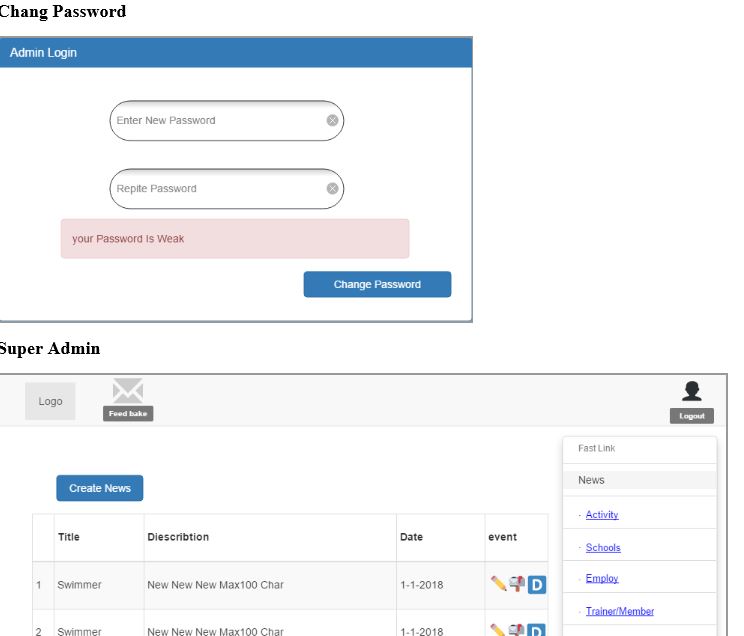 Chang Password
Admin Login
Enter New Password
Repite Password
your Password Is Weak
Change Password
Super Admin
Logo
Feed bake
Logout
Fast Link
News
Create News
Activity
Title Diescribtion Date event
Schools
Employ
1 Swimmer New New New Max100 Char 1-1-2018 D
Trainer/Member
2 Swimmer New New New Max100 Char 1-1-2018 D